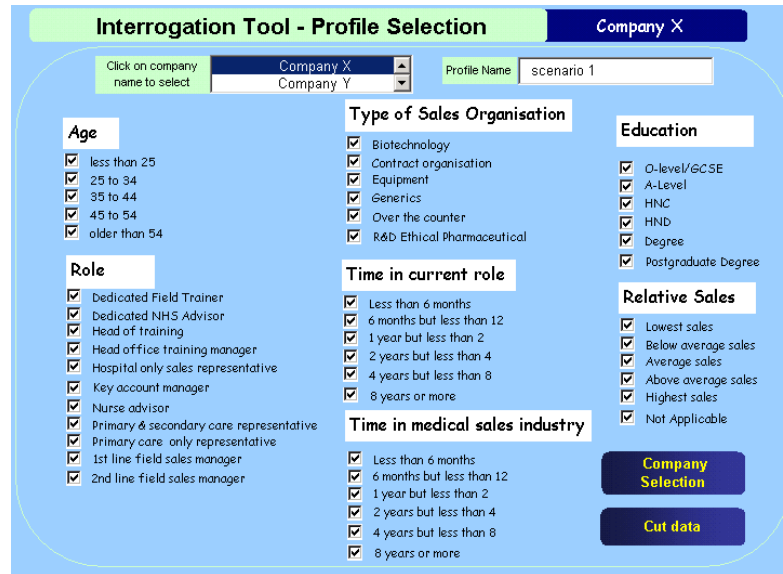 Interrogation Tool - Profile Selection
Company X
Click on company
name to select
Company X
Company Y
Profile Name
scenario 1
Age
less than 25
25 to 34
35 to 44
45 to 54
older than 54
Role
Dedicated Field Trainer
Dedicated NHS Advisor
Head of training
Head office training manager
Hospital only sales representative
Key account manager
Nurse advisor
Primary & secondary care representative
Primary care only representative
1st line field sales manager
2nd line field sales manager
Type of Sales Organisation
Biotechnology
Contract organisation
Equipment
Generics
Over the counter
R&D Ethical Pharmaceutical
Time in current role
Less than 6 months
6 months but less than 12
1 year but less than 2
2 years but less than 4
4 years but less than 8
8 years or more
Time in medical sales industry
Less than 6 months
6 months but less than 12
1 year but less than 2
2 years but less than 4
4 years but less than 8
8 years or more
Education
O-level/GCSE
A-Level
HNC
HND
Degree
Postgraduate Degree
Relative Sales
Lowest sales
Below average sales
Average sales
Above average sales
Highest sales
Not Applicable
Company
Selection
Cut data